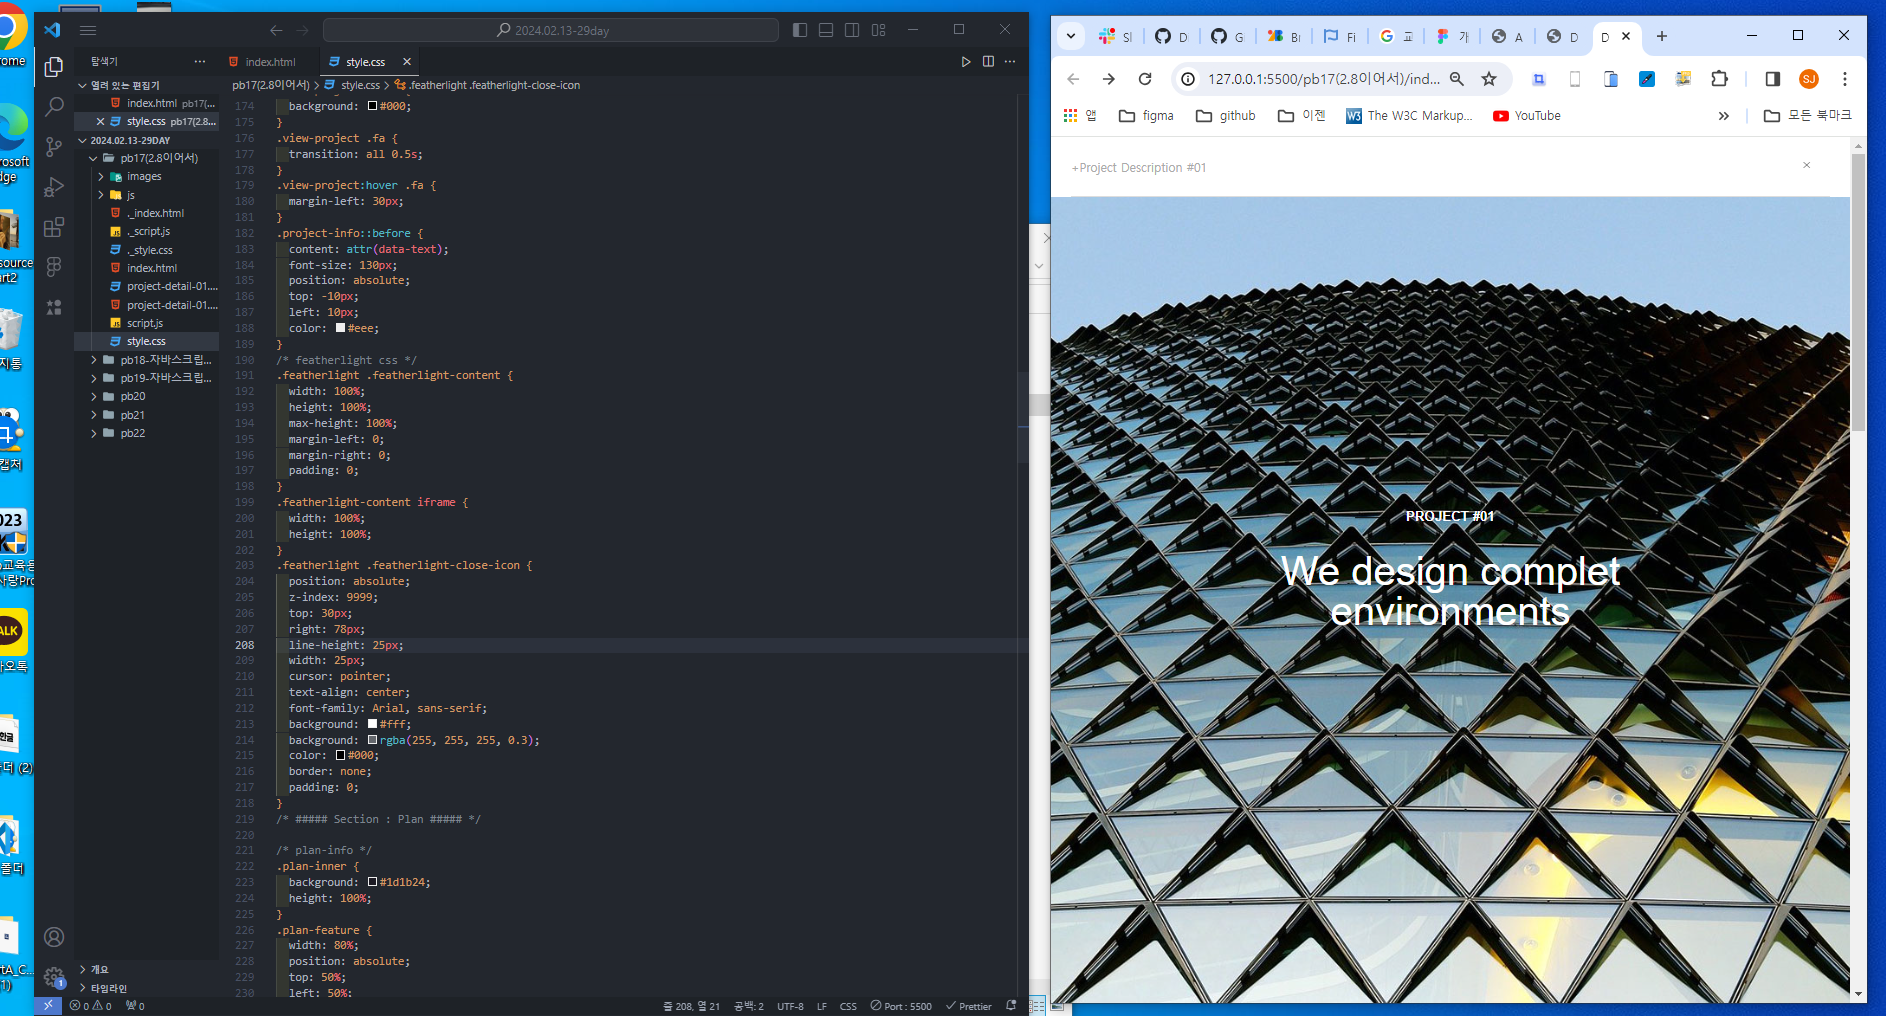 rome
rosoft
dge
source
art2
지통
캡처
023
교육용
사랑Pro
ALK
카오톡
한글
더 (2)
폴더
tA_C...
1)
2024.02.13-29day
탐색기
index.html
style.css
열려 있는 편집기
index.html pb17(...
style.css pb17(2.8...
2024.02.13-29DAY
pb17(2.8이어서)
images
js
._index.html
._script.js
._style.css
index.html
project-detail-01....
project-detail-01....
script.js
style.css
pb18-자바스크립...
pb19-자바스크립...
pb20
pb21
pb22
개요
타임라인
pb17(2.8이어서) > style.css > .featherlight .featherlight-close-icon
174 background: #000;
175 }
176 .view-project .fa {
177 transition: all 0.5s;
178 }
179 .view-project:hover .fa {
180 margin-left: 30px;
181 }
182 .project-info::before {
183 content: attr(data-text);
184 font-size: 130px;
185 position: absolute;
186 top: -10px;
187 left: 10px;
188 color: #eee;
189 }
190 /* featherlight css */
191 .featherlight .featherlight-content {
192 width: 100%;
193 height: 100%;
194 max-height: 100%;
195 margin-left: 0;
196 margin-right: 0;
197 padding: 0;
198 }
199 .featherlight-content iframe {
200 width: 100%;
201 height: 100%;
202 }
203 .featherlight .featherlight-close-icon {
204 position: absolute;
205 z-index: 9999;
206 top: 30px;
207 right: 78px;
208 line-height: 25px;
209 width: 25px;
210 cursor: pointer;
211 text-align: center;
212 font-family: Arial, sans-serif;
213 background: #fff;
214 background: rgba(255, 255, 255, 0.3);
215 color: #000;
216 border: none;
217 padding: 0;
218 }
219 /* ##### Section : Plan ##### */
220
221 /* plan-info */
222 .plan-inner {
223 background: #1d1b24;
224 height: 100%;
225 }
226 .plan-feature {
227 width: 80%;
228 position: absolute;
229 top: 50%;
230 left: 50%;
0 0 0
줄 208, 열 21 공백: 2 UTF-8 LF CSS Port : 5500 Prettier
1
D
G
Fi
A
D
D
127.0.0.1:5500/pb17(2.8이어서)/ind...
SJ
앱 figma github 이젠 W3 The W3C Markup... YouTube » 모든 북마크
+Project Description #01 ×
PROJECT #01
We design complet
environments